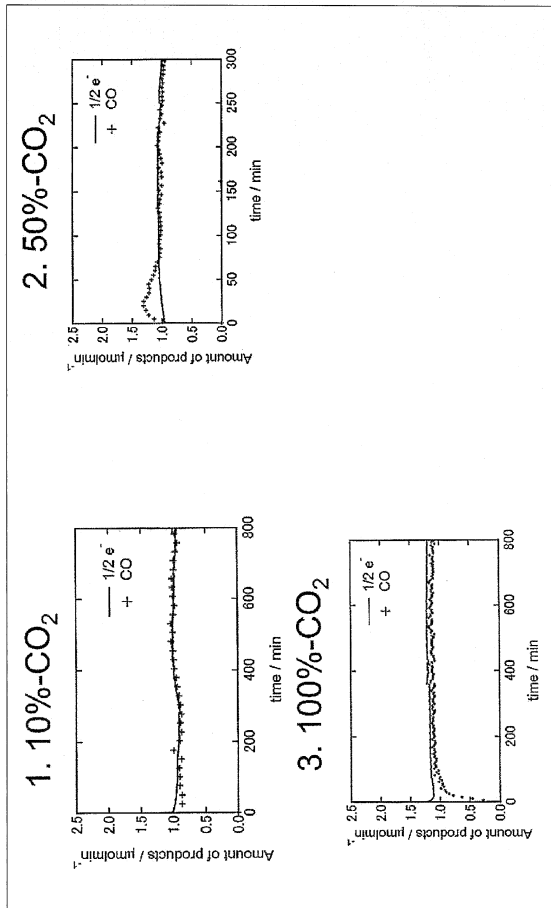 1. 10%-CO2
Amount of products / μmolmin-1
2.5
2.0
1.5
1.0
0.5
0.0
1/2 e-
CO
0
200
400
600
800
time / min
2. 50%-CO2
Amount of products / μmolmin-1
2.5
2.0
1.5
1.0
0.5
0.0
1/2 e-
CO
0
50
100
150
200
250
300
time / min
3. 100%-CO2
Amount of products / μmolmin-1
2.5
2.0
1.5
1.0
0.5
0.0
1/2 e-
CO
0
200
400
600
800
time / min